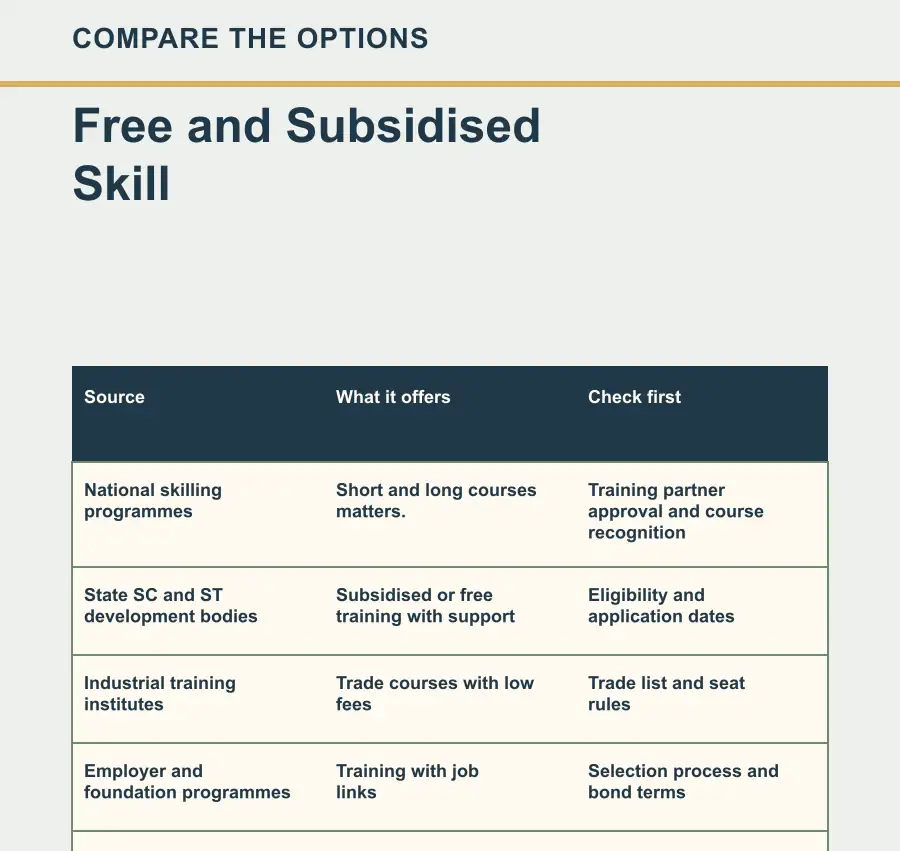 COMPARE THE OPTIONS
Free and Subsidised
Skill
Source
What it offers
Check first
National skilling
programmes
Short and long courses
matters.
Training partner
approval and course
recognition
State SC and ST
development bodies
Subsidised or free
training with support
Eligibility and
application dates
Industrial training
institutes
Trade courses with low
fees
Trade list and seat
rules
Employer and
foundation programmes
Training with job
links
Selection process and
bond terms